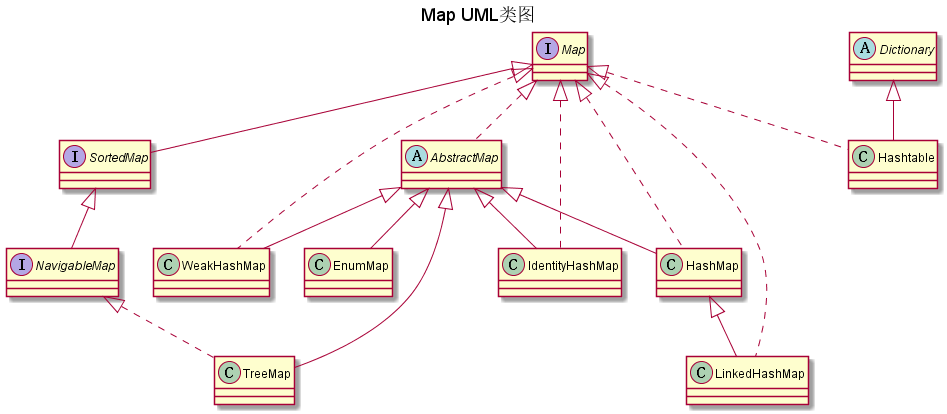 Map UML类图
I Map
A Dictionary
I SortedMap
A AbstractMap
C Hashtable
I NavigableMap
C WeakHashMap
C EnumMap
C IdentityHashMap
C HashMap
C TreeMap
C LinkedHashMap